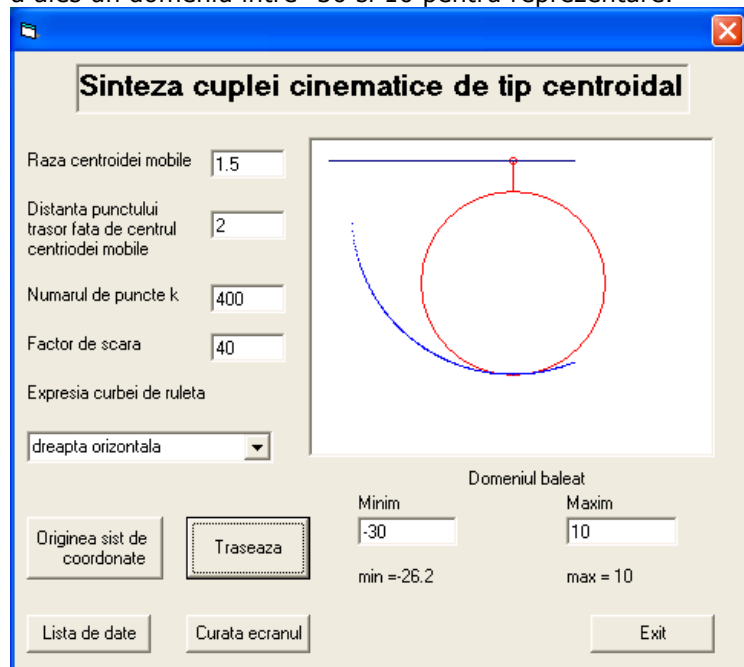 a ales un domeniu intre -30 si 10 pentru reprezentare.
Sinteza cuplei cinematice de tip centroidal
Raza centroidei mobile
1.5
Distanta punctului
trasor fata de centrul
centriodei mobile
2
Numarul de puncte k
400
Factor de scara
40
Expresia curbei de ruleta
dreapta orizontala
Domeniul baleat
Minim
Maxim
-30
10
min =-26.2
max = 10
Originea sist de
coordonate
Traseaza
Lista de date
Curata ecranul
Exit